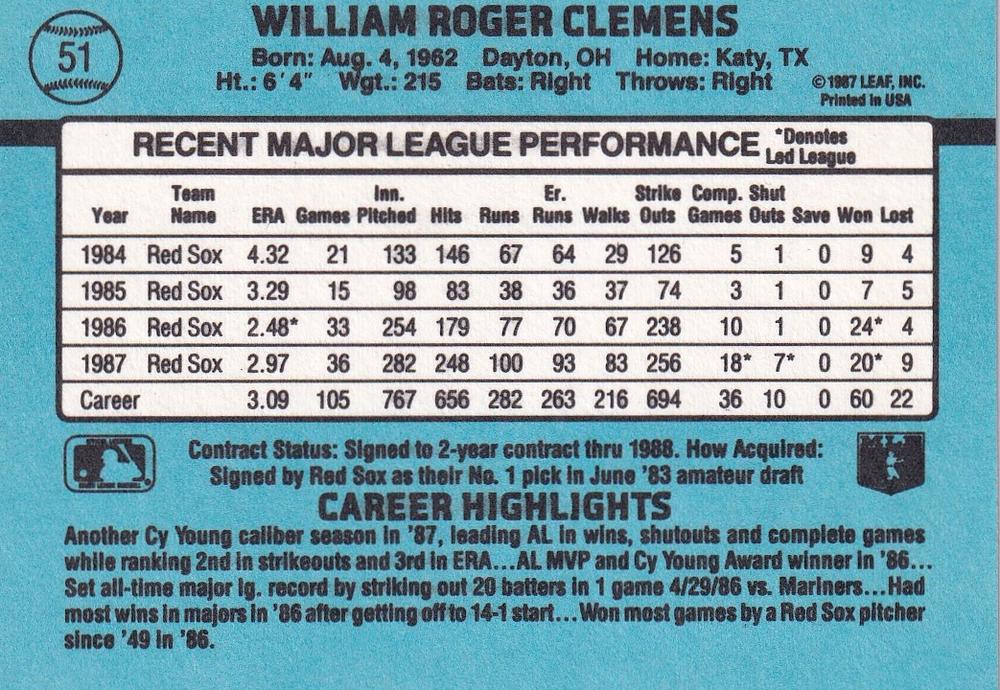 51
WILLIAM ROGER CLEMENS
Born: Aug. 4, 1962 Dayton, OH Home: Katy, TX
Ht.: 6'4" Wgt.: 215 Bats: Right Throws: Right
©1987 LEAF, INC.
Printed in USA
RECENT MAJOR LEAGUE PERFORMANCE *Denotes Led League
Year Team Name ERA Games Inn. Pitched Hits Runs Er. Runs Walks Strike Outs Comp. Games Shut Outs Save Won Lost
1984 Red Sox 4.32 21 133 146 67 64 29 126 5 1 0 9 4
1985 Red Sox 3.29 15 98 83 38 36 37 74 3 1 0 7 5
1986 Red Sox 2.48* 33 254 179 77 70 67 238 10 1 0 24* 4
1987 Red Sox 2.97 36 282 248 100 93 83 256 18* 7* 0 20* 9
Career 3.09 105 767 656 282 263 216 694 36 10 0 60 22
Contract Status: Signed to 2-year contract thru 1988. How Acquired:
Signed by Red Sox as their No. 1 pick in June '83 amateur draft
CAREER HIGHLIGHTS
Another Cy Young caliber season in '87, leading AL in wins, shutouts and complete games
while ranking 2nd in strikeouts and 3rd in ERA...AL MVP and Cy Young Award winner in '86...
Set all-time major lg. record by striking out 20 batters in 1 game 4/29/86 vs. Mariners...Had
most wins in majors in '86 after getting off to 14-1 start...Won most games by a Red Sox pitcher
since '49 in '86.